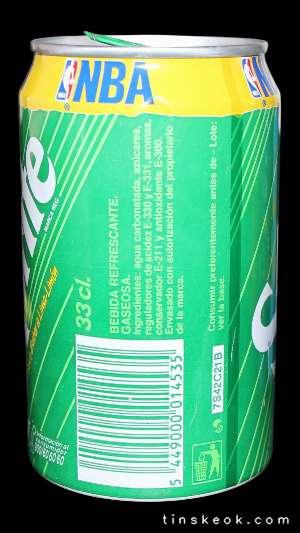 NBA
MARCA REG.
33 cl.
BEBIDA REFRESCANTE
GASEOSA.
Ingredientes: agua carbonatada, azúcares,
reguladores de acidez E-330 y E-331, aromas,
conservador E-211 y antioxidante E-300.
Envasado con autorización del propietario
de la marca.
Consumir preferentemente antes de - Lote:
ver la base.
7S42C21B
5 449000 014535
tinskeok.com